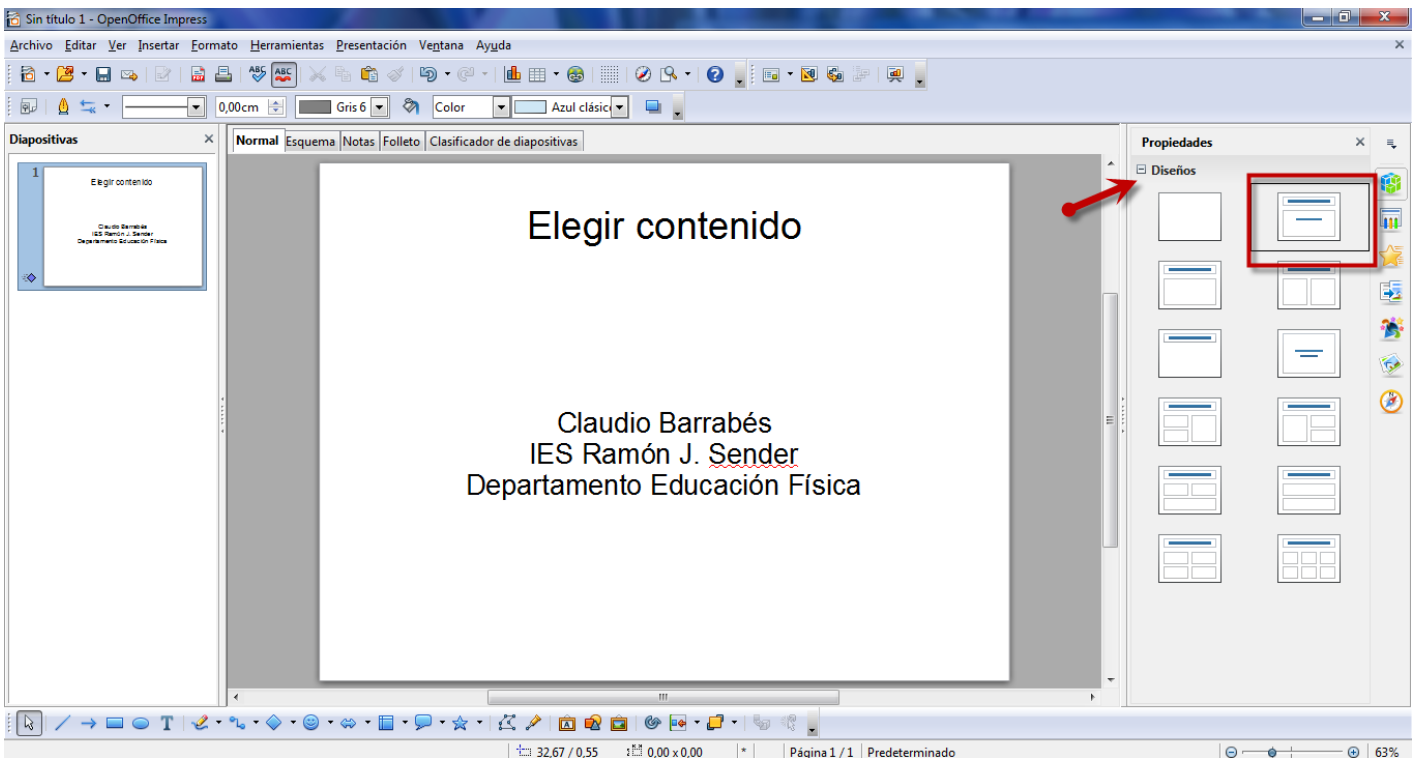 Sin título 1 - OpenOffice Impress
Archivo Editar Ver Insertar Formato Herramientas Presentación Ventana Ayuda
ABC ABC
0,00cm Gris 6 Color Azul clásic
Diapositivas
Normal Esquema Notas Folleto Clasificador de diapositivas
Propiedades
Diseños
1
Elegir contenido
Claudio Barrabés
IES Ramón J. Sender
Departamento Educación Física
Elegir contenido
Claudio Barrabés
IES Ramón J. Sender
Departamento Educación Física
T
32,67 / 0,55 0,00 x 0,00 * Página 1 / 1 Predeterminado 63%